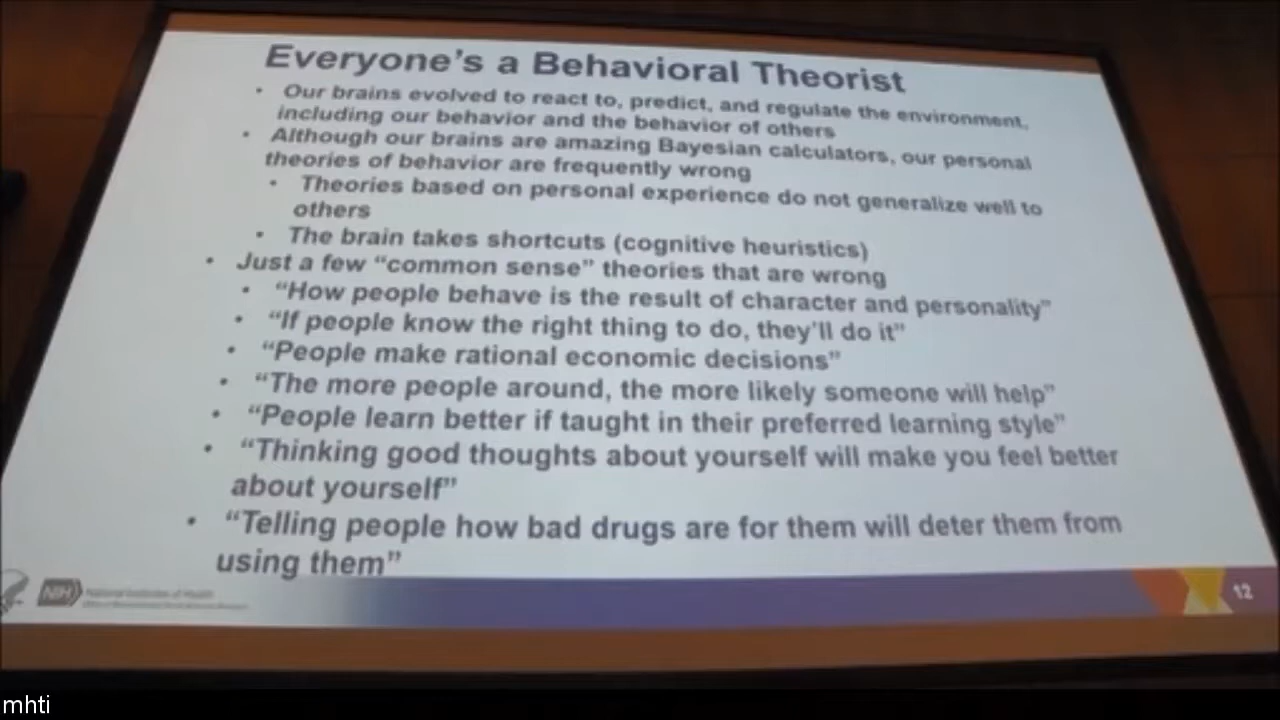 Everyone's a Behavioral Theorist
• Our brains evolved to react to, predict, and regulate the environment,
including our behavior and the behavior of others
• Although our brains are amazing Bayesian calculators, our personal
theories of behavior are frequently wrong
• Theories based on personal experience do not generalize well to
others
• The brain takes shortcuts (cognitive heuristics)
• Just a few “common sense” theories that are wrong
• “How people behave is the result of character and personality”
• “If people know the right thing to do, they'll do it”
• “People make rational economic decisions”
• “The more people around, the more likely someone will help”
• “People learn better if taught in their preferred learning style”
• “Thinking good thoughts about yourself will make you feel better
about yourself”
• “Telling people how bad drugs are for them will deter them from
using them”
NIH National Institutes of Health
12
mhti